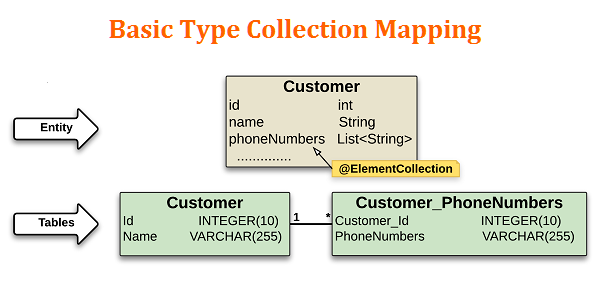 Basic Type Collection Mapping
Entity
Customer
id int
name String
phoneNumbers List<String>
..............
@ElementCollection
Tables
Customer
Id INTEGER(10)
Name VARCHAR(255)
1 *
Customer_PhoneNumbers
Customer_Id INTEGER(10)
PhoneNumbers VARCHAR(255)